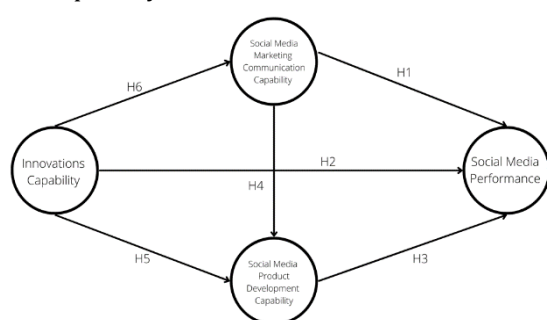 Social Media
Marketing
Communication
Capability
H6
H1
Innovations
Capability
H2
Social Media
Performance
H4
H5
H3
Social Media
Product
Development
Capability